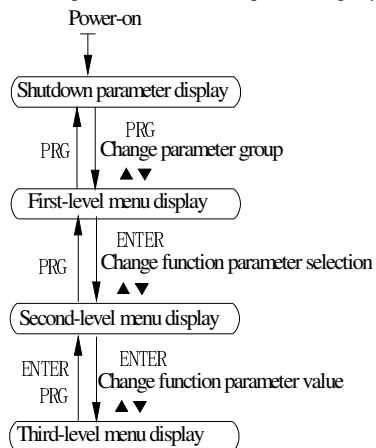 Power-on
Shutdown parameter display
PRG
PRG
Change parameter group
▲ ▼
First-level menu display
ENTER
PRG
Change function parameter selection
▲ ▼
Second-level menu display
ENTER
ENTER
Change function parameter value
PRG
▲ ▼
Third-level menu display